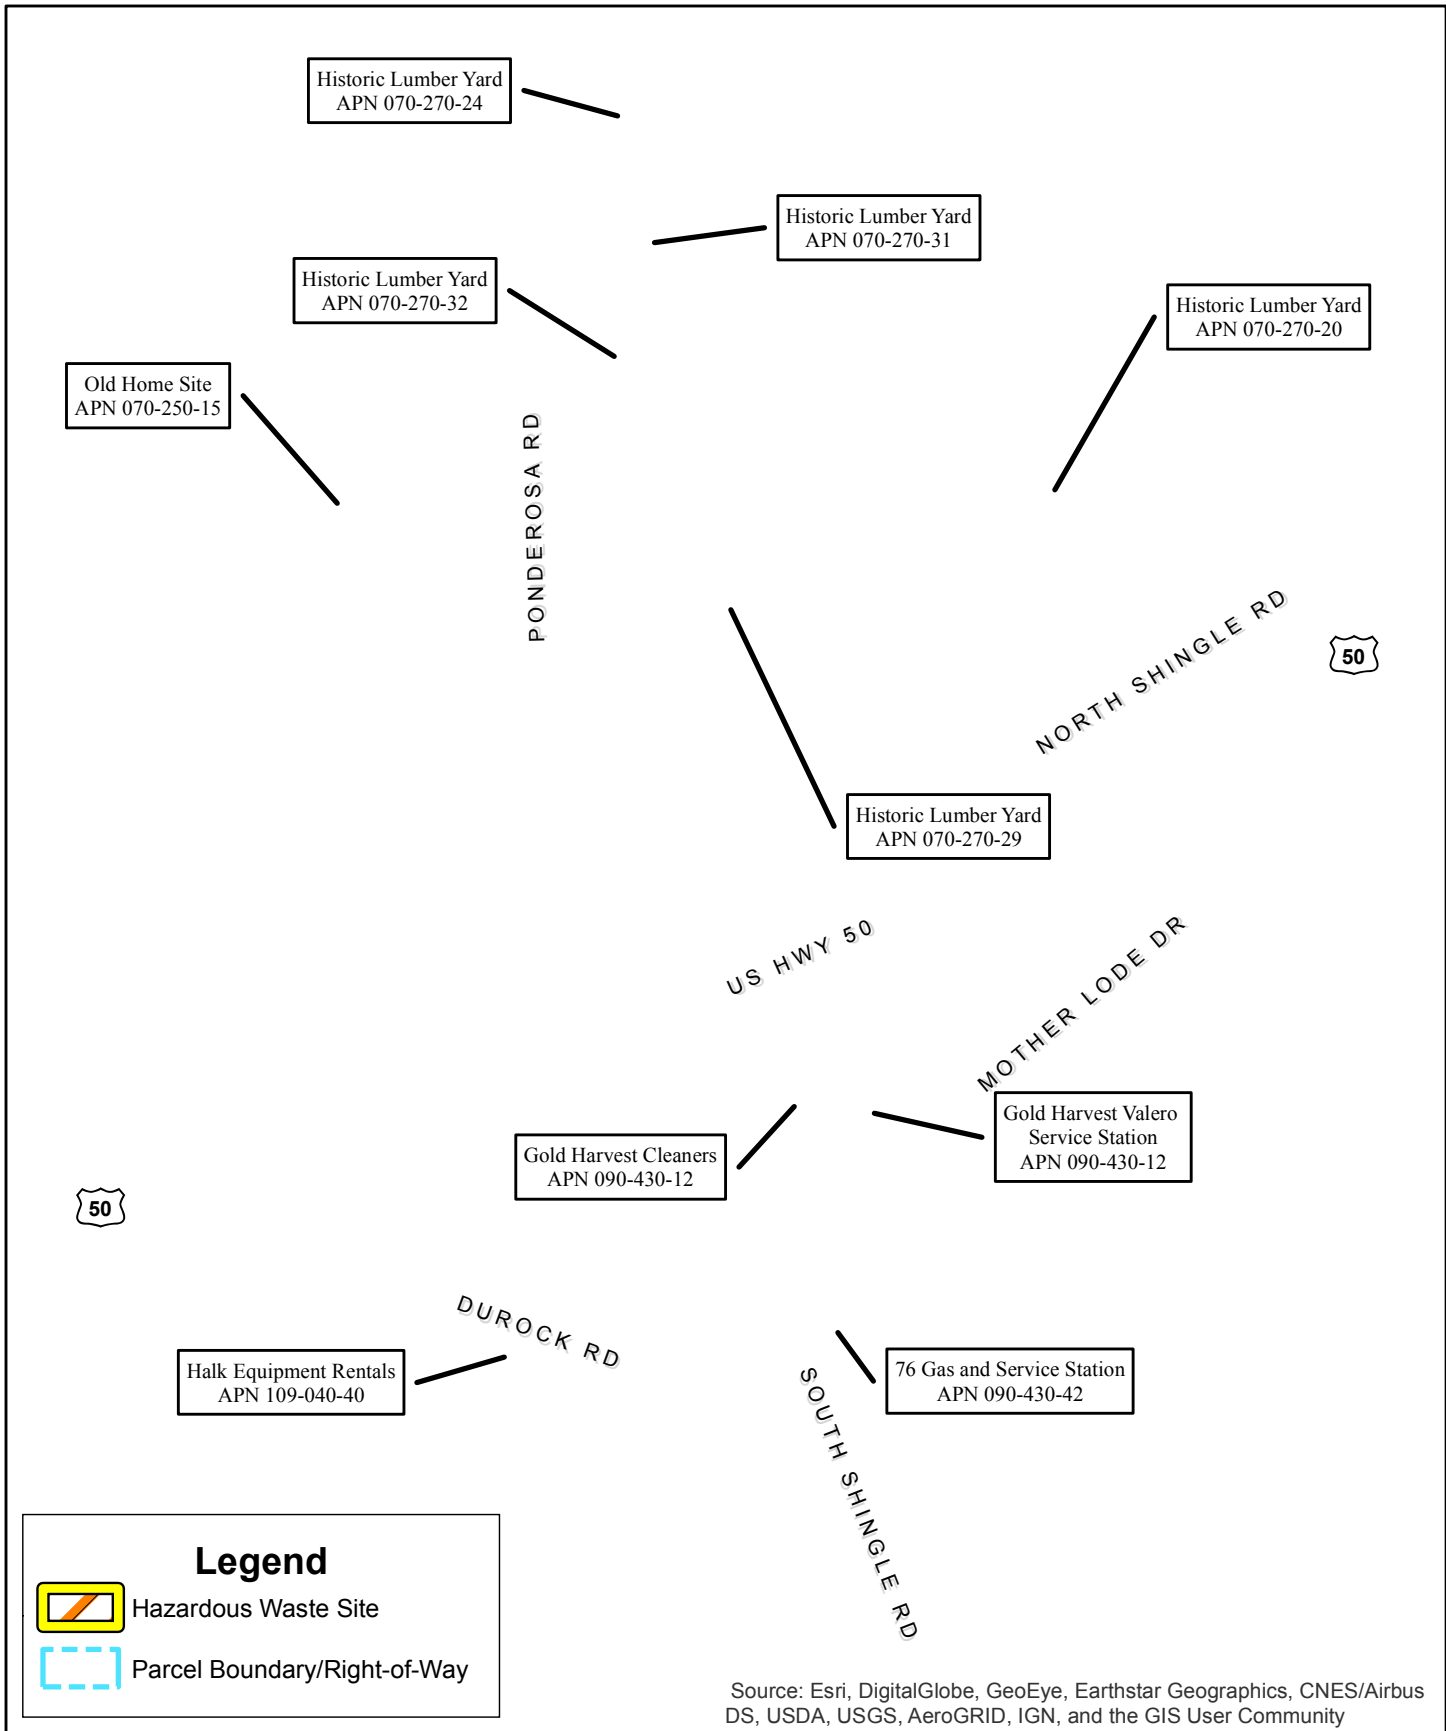 Historic Lumber Yard
APN 070-270-24
Historic Lumber Yard
APN 070-270-31
Historic Lumber Yard
APN 070-270-32
Historic Lumber Yard
APN 070-270-20
Old Home Site
APN 070-250-15
PONDEROSA RD
NORTH SHINGLE RD
50
Historic Lumber Yard
APN 070-270-29
US HWY 50
MOTHER LODE DR
Gold Harvest Valero
Service Station
APN 090-430-12
Gold Harvest Cleaners
APN 090-430-12
50
DUROCK RD
Halk Equipment Rentals
APN 109-040-40
76 Gas and Service Station
APN 090-430-42
SOUTH SHINGLE RD
Legend
Hazardous Waste Site
Parcel Boundary/Right-of-Way
Source: Esri, DigitalGlobe, GeoEye, Earthstar Geographics, CNES/Airbus
DS, USDA, USGS, AeroGRID, IGN, and the GIS User Community